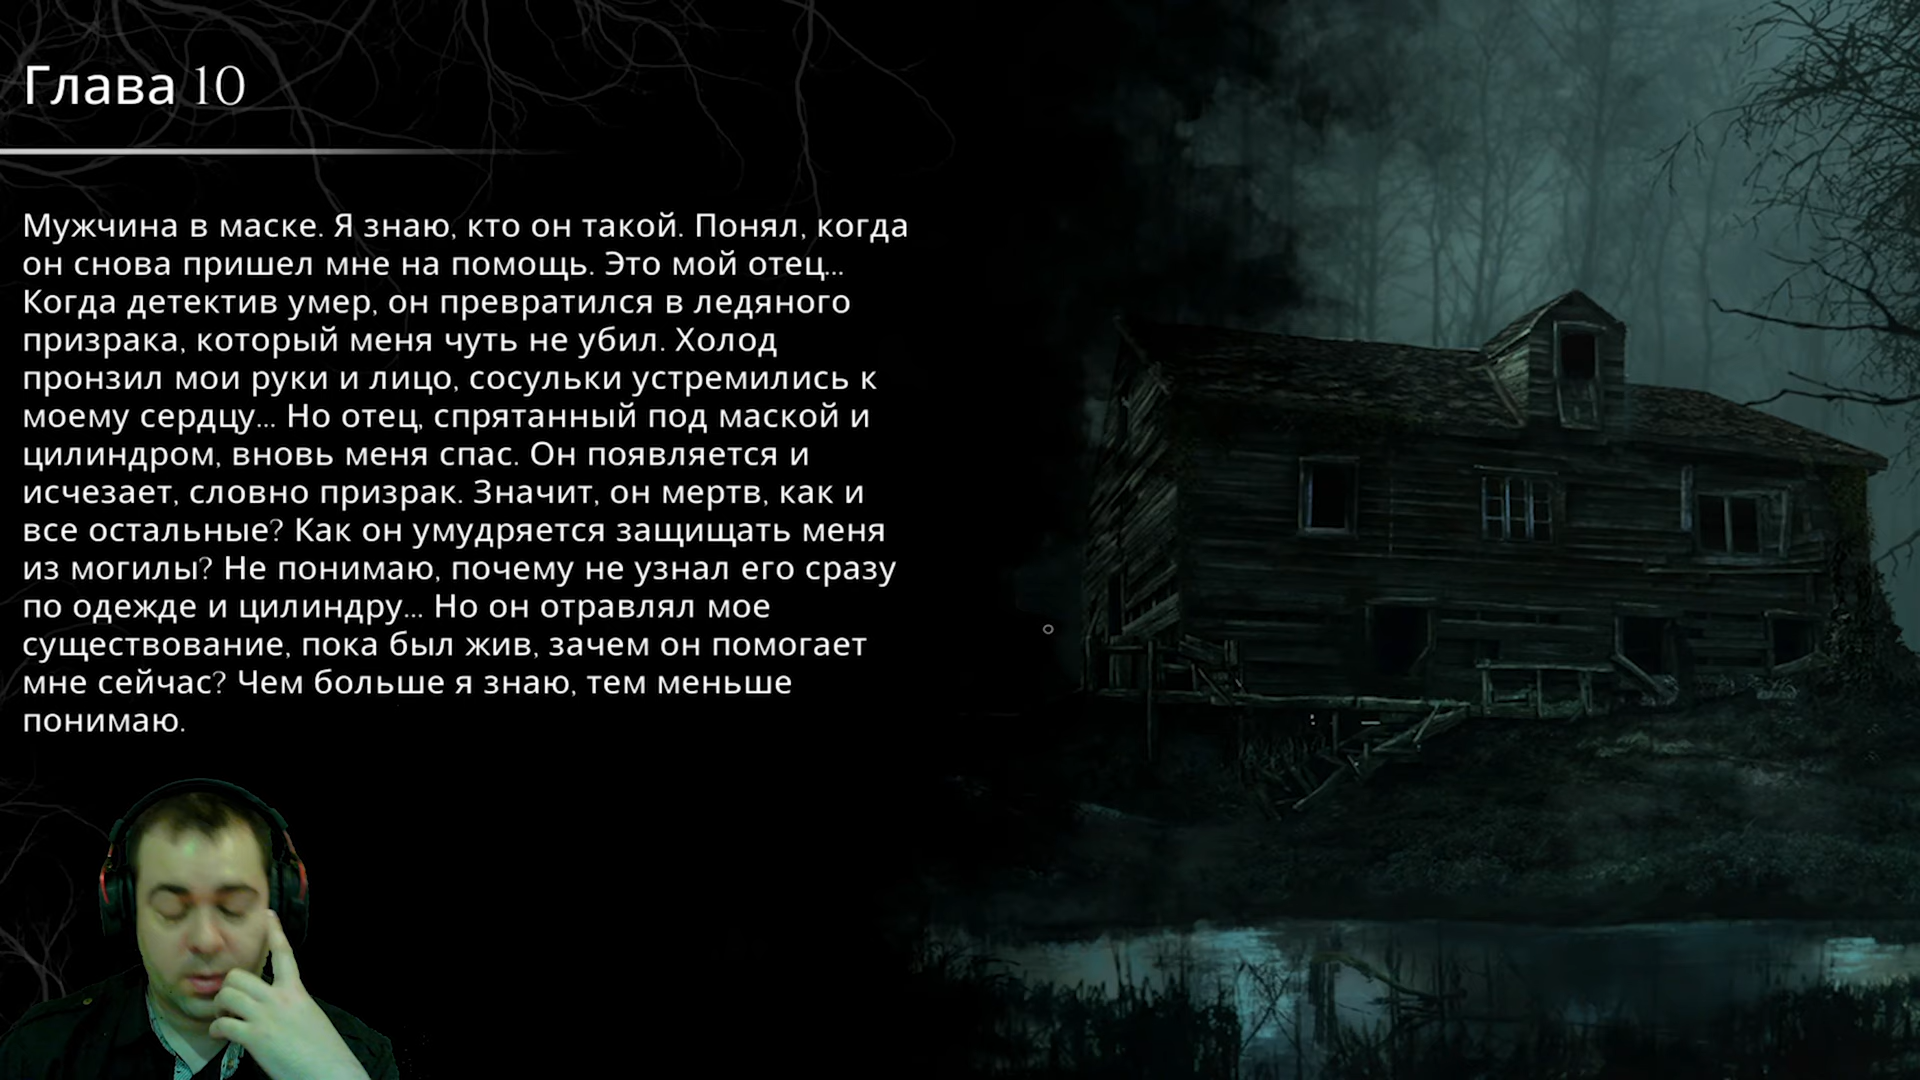 Глава 10
Мужчина в маске. Я знаю, кто он такой. Понял, когда
он снова пришел мне на помощь. Это мой отец...
Когда детектив умер, он превратился в ледяного
призрака, который меня чуть не убил. Холод
пронзил мои руки и лицо, сосульки устремились к
моему сердцу... Но отец, спрятанный под маской и
цилиндром, вновь меня спас. Он появляется и
исчезает, словно призрак. Значит, он мертв, как и
все остальные? Как он умудряется защищать меня
из могилы? Не понимаю, почему не узнал его сразу
по одежде и цилиндру... Но он отравлял мое
существование, пока был жив, зачем он помогает
мне сейчас? Чем больше я знаю, тем меньше
понимаю.